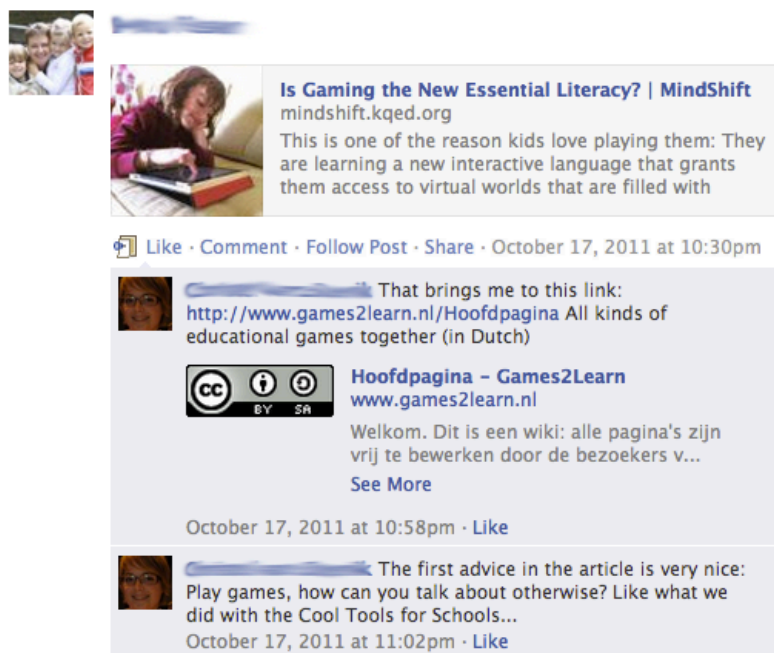 Is Gaming the New Essential Literacy? | MindShift
mindshift.kqed.org
This is one of the reason kids love playing them: They
are learning a new interactive language that grants
them access to virtual worlds that are filled with
Like · Comment · Follow Post · Share · October 17, 2011 at 10:30pm
That brings me to this link:
http://www.games2learn.nl/Hoofdpagina All kinds of
educational games together (in Dutch)
cc BY SA
Hoofdpagina – Games2Learn
www.games2learn.nl
Welkom. Dit is een wiki: alle pagina's zijn
vrij te bewerken door de bezoekers v...
See More
October 17, 2011 at 10:58pm · Like
The first advice in the article is very nice:
Play games, how can you talk about otherwise? Like what we
did with the Cool Tools for Schools...
October 17, 2011 at 11:02pm · Like